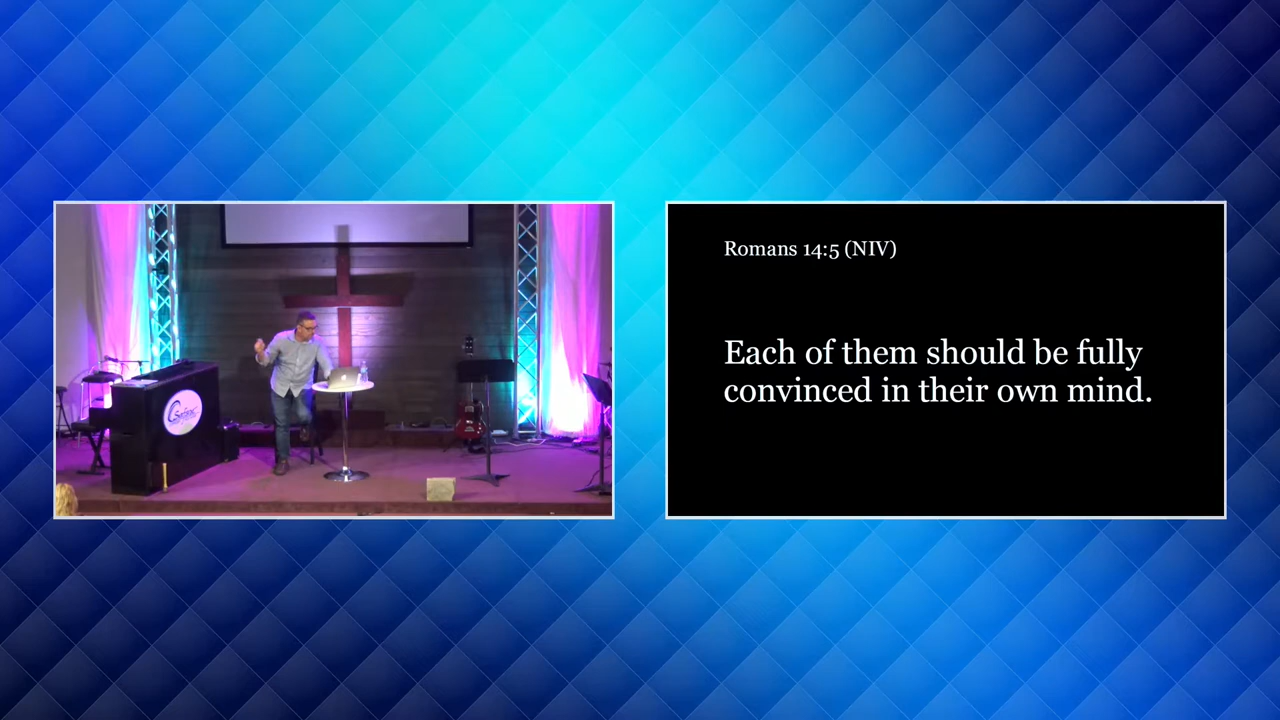 Romans 14:5 (NIV)
Each of them should be fully
convinced in their own mind.